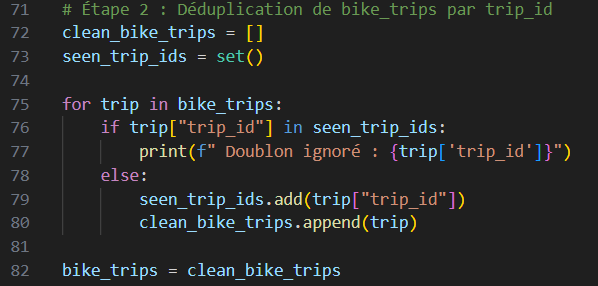 71 # Étape 2 : Déduplication de bike_trips par trip_id
72 clean_bike_trips = []
73 seen_trip_ids = set()
74
75 for trip in bike_trips:
76     if trip["trip_id"] in seen_trip_ids:
77         print(f" Doublon ignoré : {trip['trip_id']}")
78     else:
79         seen_trip_ids.add(trip["trip_id"])
80         clean_bike_trips.append(trip)
81
82 bike_trips = clean_bike_trips